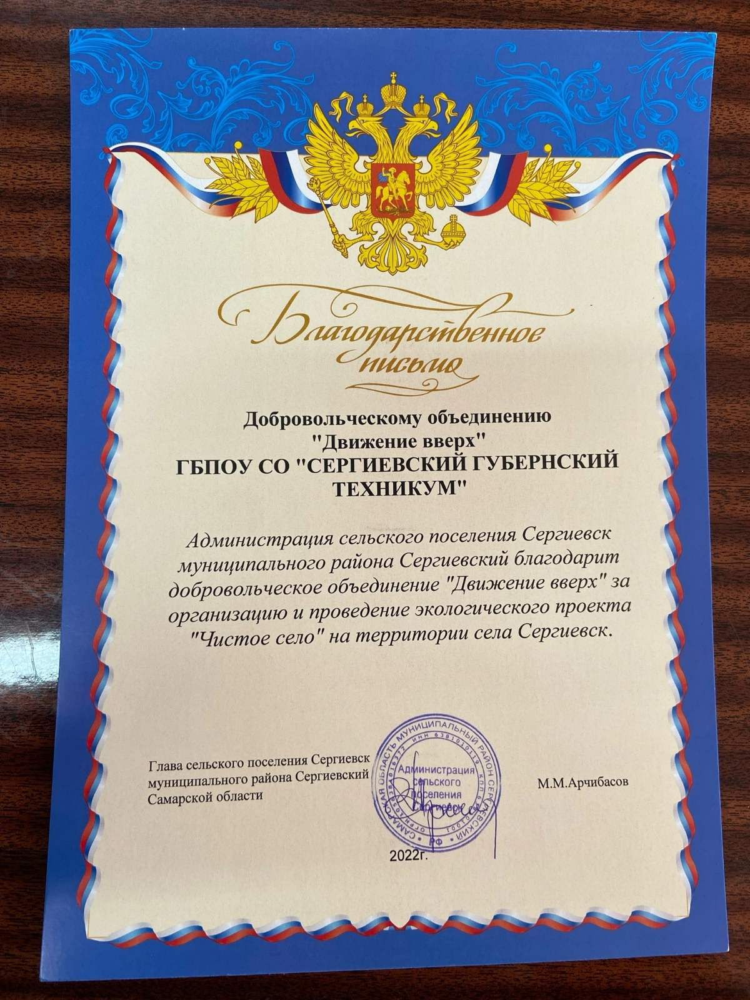 Благодарственное
письмо
Добровольческому объединению
"Движение вверх"
ГБПОУ СО "СЕРГИЕВСКИЙ ГУБЕРНСКИЙ
ТЕХНИКУМ"
Администрация сельского поселения Сергиевск
муниципального района Сергиевский благодарит
добровольческое объединение "Движение вверх" за
организацию и проведение экологического проекта
"Чистое село" на территории села Сергиевск.
Глава сельского поселения Сергиевск
муниципального района Сергиевский
Самарской области
САМАРСКАЯ ОБЛАСТЬ МУНИЦИПАЛЬНЫЙ РАЙОН СЕРГИЕВСКИЙ
РФ
ИНН 6381010119 КПП
ОГРН
Администрация
сельского
поселения
Сергиевск
М.М.Арчибасов
2022г.